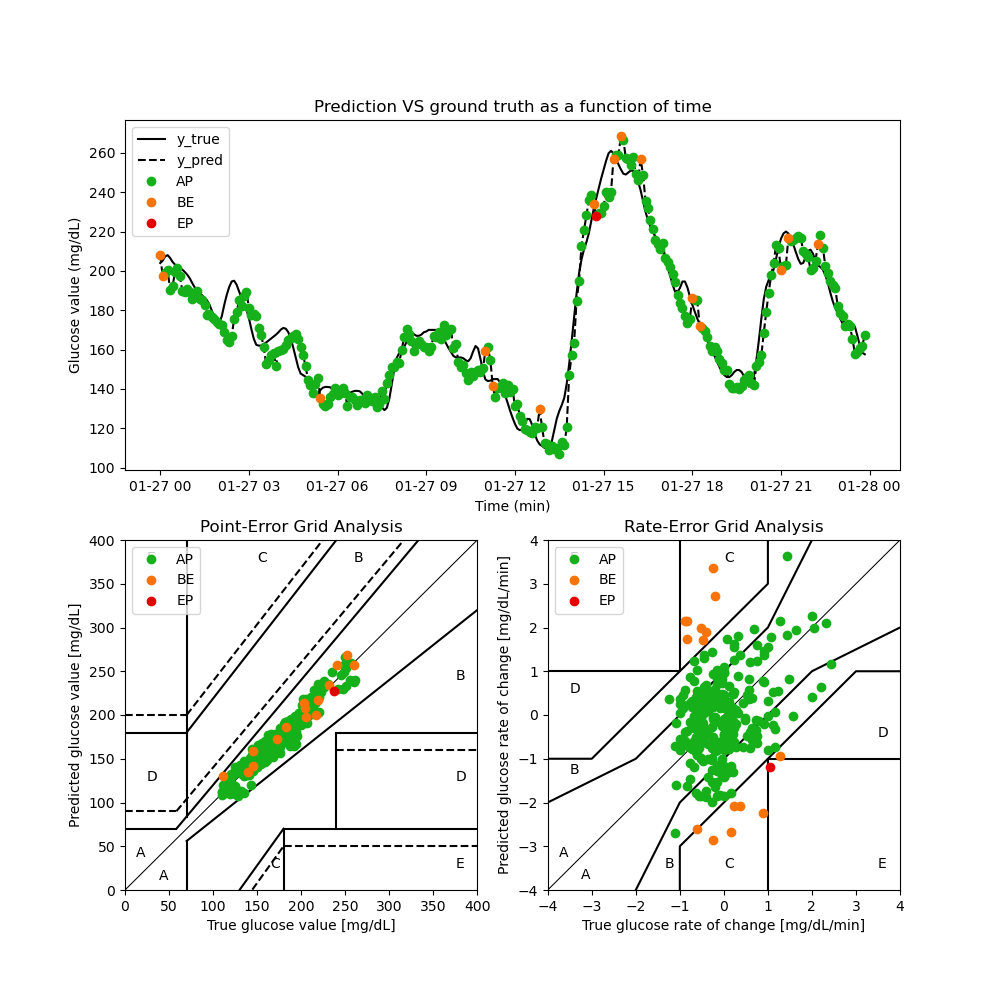 Prediction VS ground truth as a function of time
Glucose value (mg/dL)
260
240
220
200
180
160
140
120
100
y_true
y_pred
AP
BE
EP
01-27 00 01-27 03 01-27 06 01-27 09 01-27 12 01-27 15 01-27 18 01-27 21 01-28 00
Time (min)
Point-Error Grid Analysis
Predicted glucose value [mg/dL]
400
350
300
250
200
150
100
50
0
AP
BE
EP
C
B
B
D
D
A
A
C
E
0 50 100 150 200 250 300 350 400
True glucose value [mg/dL]
Rate-Error Grid Analysis
Predicted glucose rate of change [mg/dL/min]
4
3
2
1
0
−1
−2
−3
−4
AP
BE
EP
C
D
D
B
A
A
B
C
E
−4 −3 −2 −1 0 1 2 3 4
True glucose rate of change [mg/dL/min]